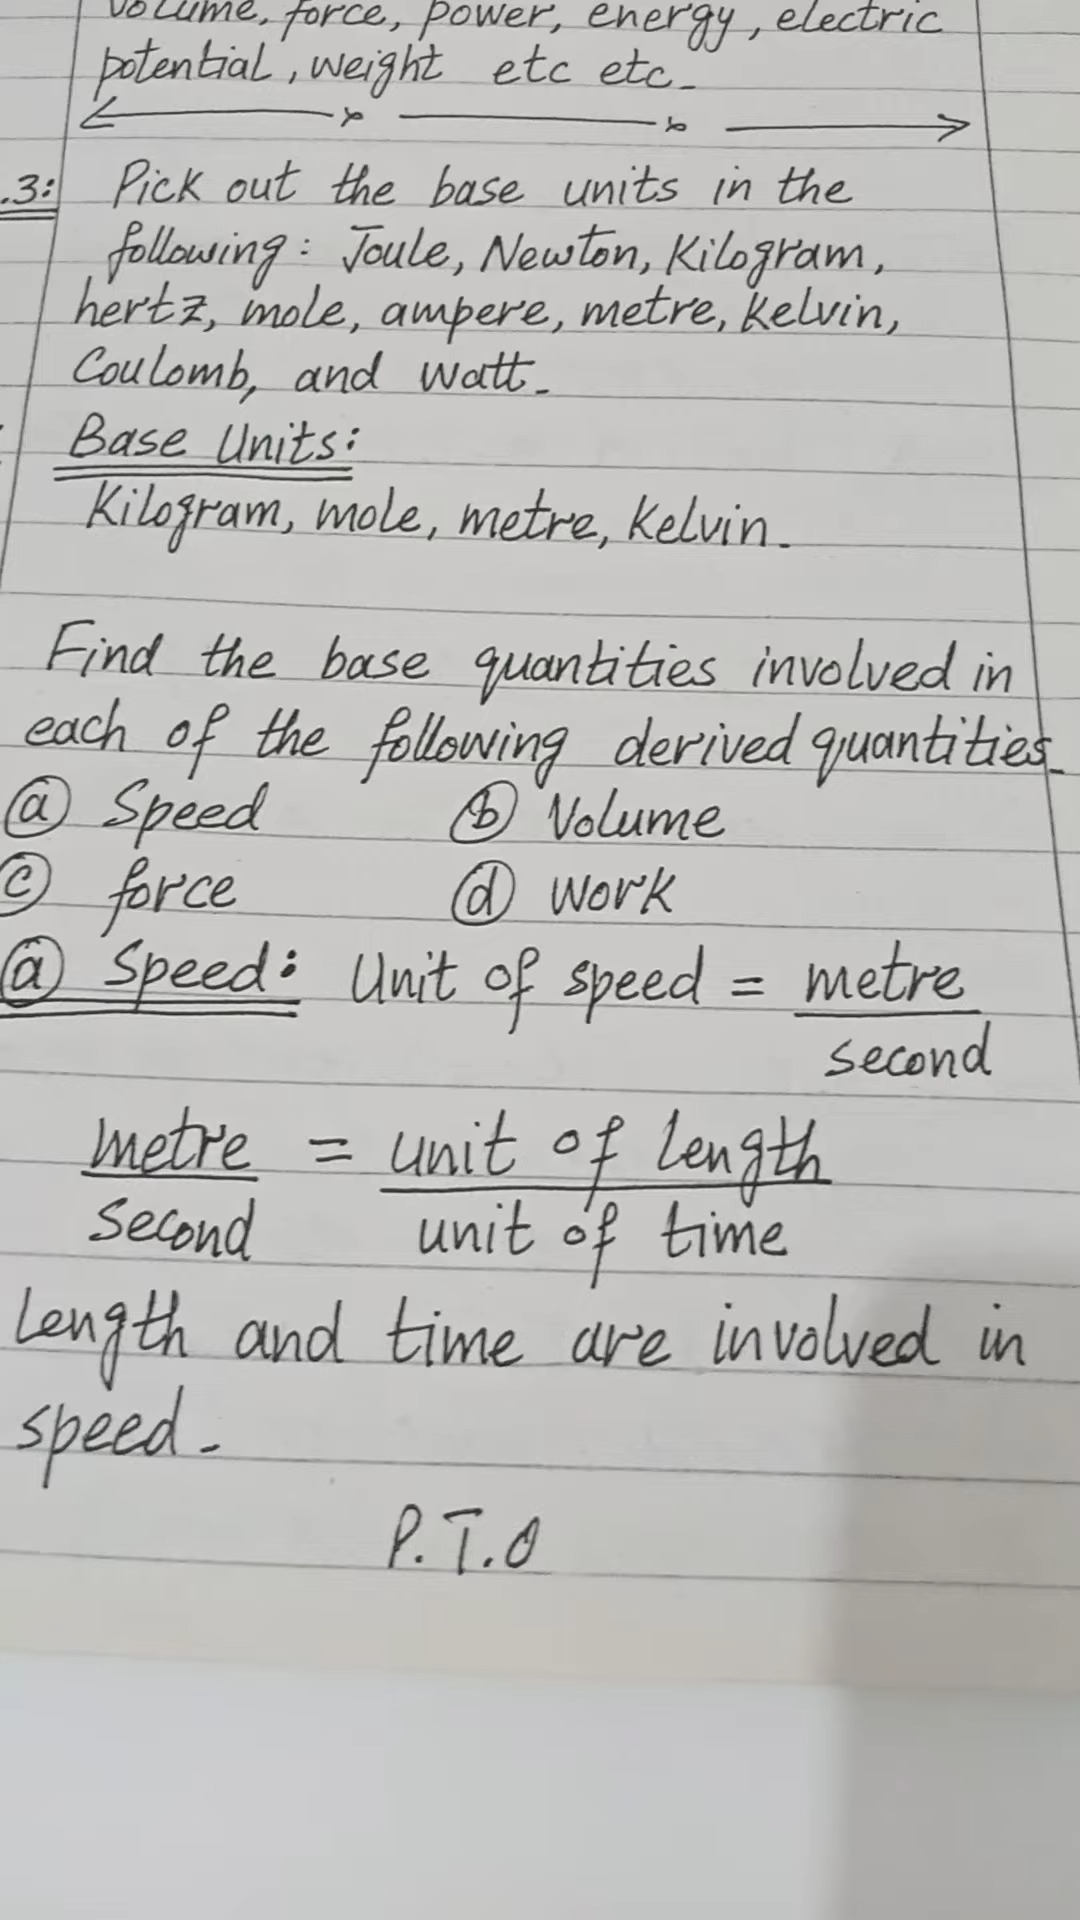 volume, force, power, energy, electric
potential, weight etc etc.
.3: Pick out the base units in the
following: Joule, Newton, Kilogram,
hertz, mole, ampere, metre, Kelvin,
Coulomb, and watt.
Base Units:
Kilogram, mole, metre, Kelvin.
Find the base quantities involved in
each of the following derived quantities.
(a) Speed (b) Volume
(c) force (d) work
(a) Speed: Unit of speed = metre
second
metre = unit of length
second unit of time
Length and time are involved in
speed.
P.T.O